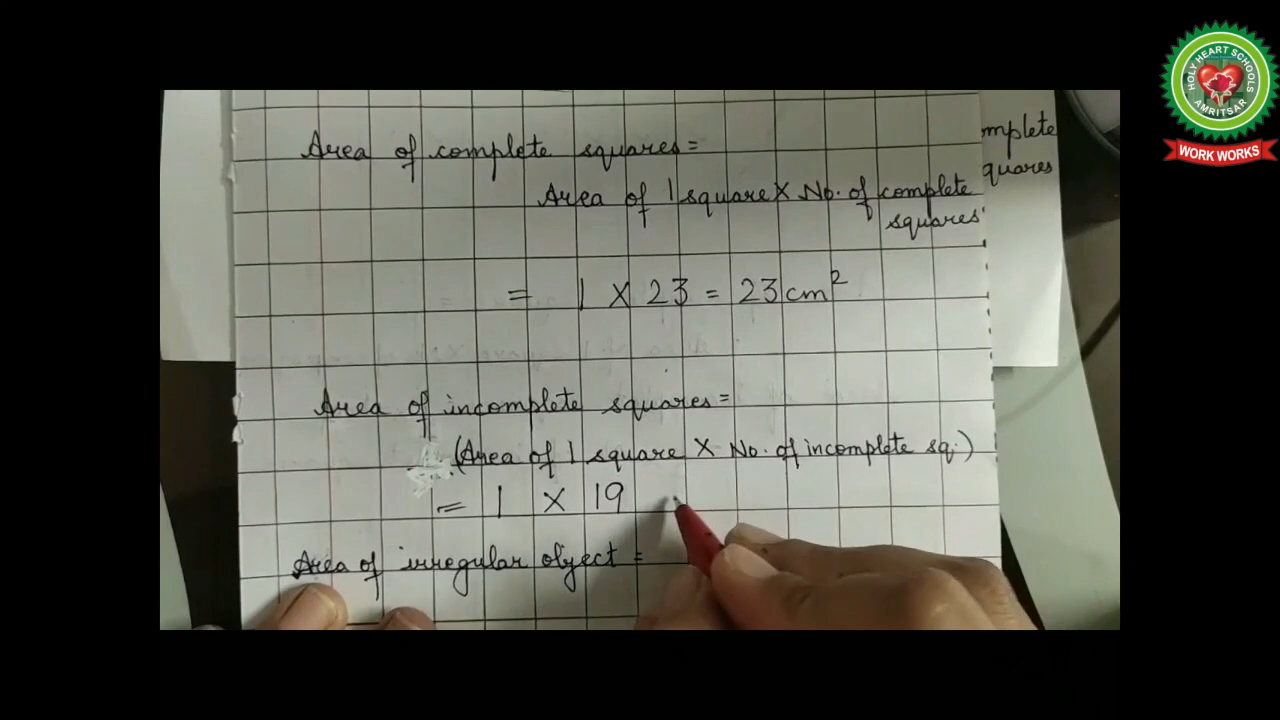 HOLY HEART SCHOOLS
AMRITSAR
WORK WORKS
omplete
quares
Area of complete squares=
Area of 1 square X No. of complete
squares
= 1 X 23 = 23 cm²
Area of incomplete squares=
(Area of 1 square X No. of incomplete sq.)
= 1 X 19
Area of irregular object =